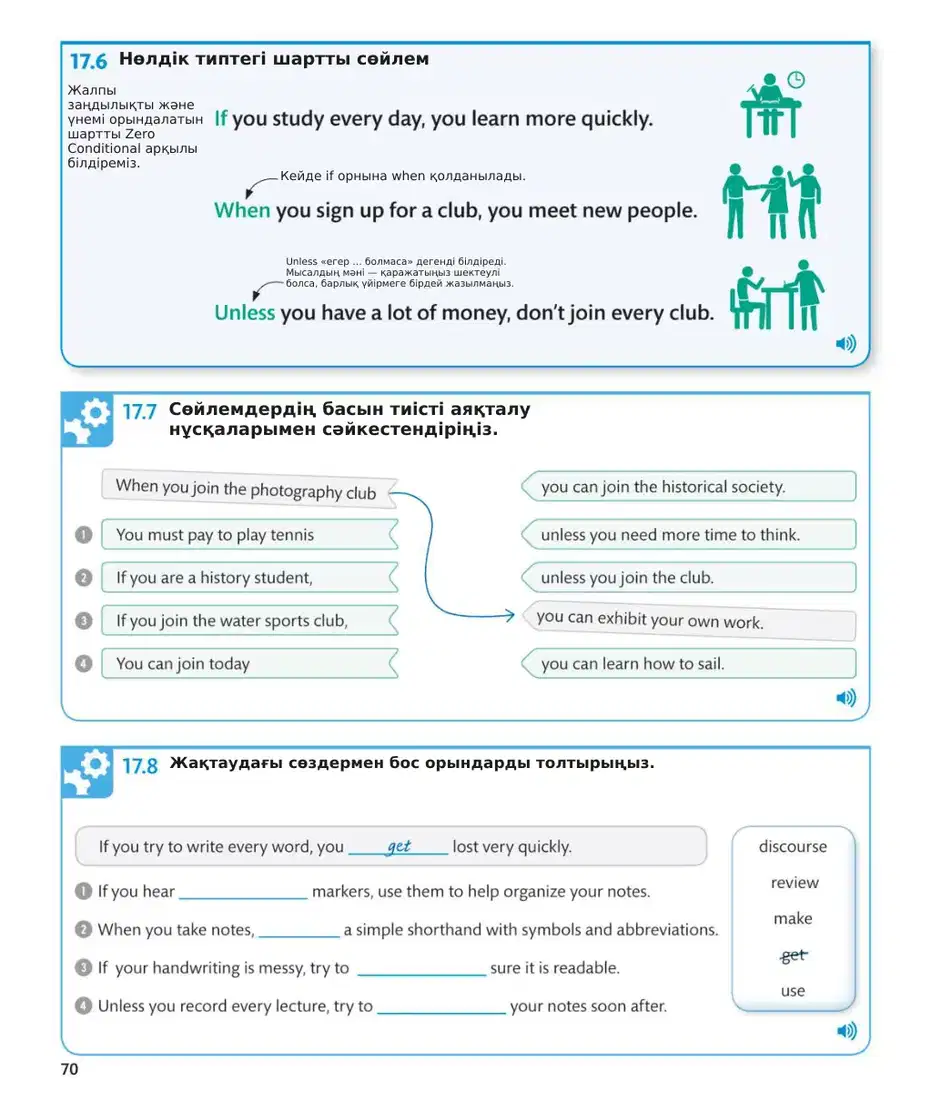 17.6 Нөлдік типтегі шартты сөйлем
Жалпы
заңдылықты және
үнемі орындалатын
шартты Zero
Conditional арқылы
білдіреміз.
If you study every day, you learn more quickly.
Кейде if орнына when қолданылады.
When you sign up for a club, you meet new people.
Unless «егер ... болмаса» дегенді білдіреді.
Мысалдың мәні — қаражатыңыз шектеулі
болса, барлық үйірмеге бірдей жазылмаңыз.
Unless you have a lot of money, don't join every club.
17.7 Сөйлемдердің басын тиісті аяқталу
нұсқаларымен сәйкестендіріңіз.
When you join the photography club
you can join the historical society.
1 You must pay to play tennis
unless you need more time to think.
2 If you are a history student,
unless you join the club.
3 If you join the water sports club,
you can exhibit your own work.
4 You can join today
you can learn how to sail.
17.8 Жақтаудағы сөздермен бос орындарды толтырыңыз.
If you try to write every word, you get lost very quickly.
1 If you hear ____ markers, use them to help organize your notes.
2 When you take notes, ____ a simple shorthand with symbols and abbreviations.
3 If your handwriting is messy, try to ____ sure it is readable.
4 Unless you record every lecture, try to ____ your notes soon after.
discourse
review
make
get
use
70